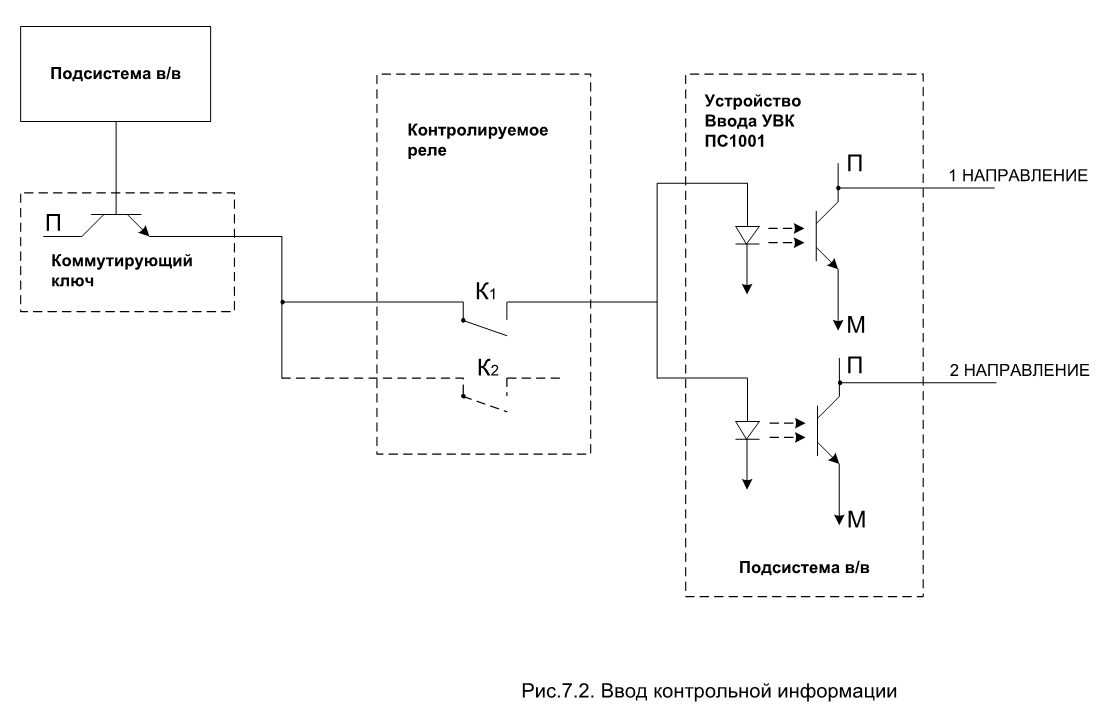 Подсистема в/в
П
Коммутирующий
ключ
Контролируемое
реле
К1
К2
Устройство
Ввода УВК
ПС1001
П
1 НАПРАВЛЕНИЕ
М
П
2 НАПРАВЛЕНИЕ
М
Подсистема в/в
Рис.7.2. Ввод контрольной информации